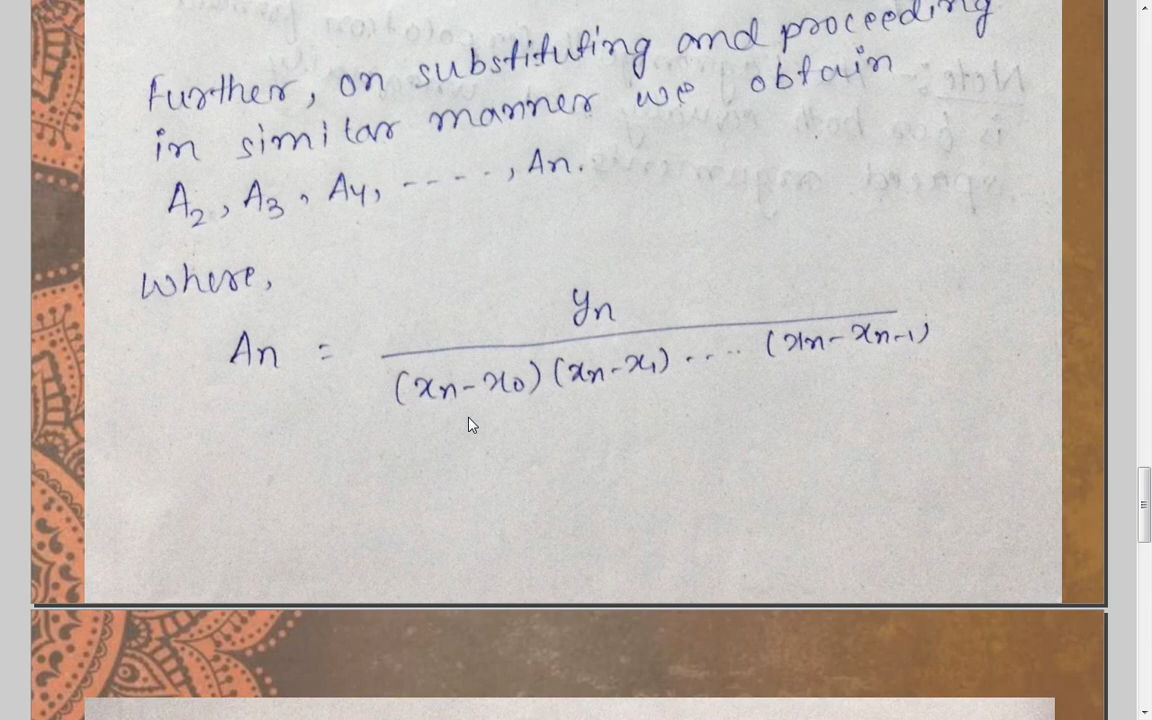 Further, on substituting and proceeding
in similar manner we obtain
A₂, A₃, A₄, ----, An.
where,
An = yn / (xn-x₀)(xn-x₁)....(xn-xn-₁)